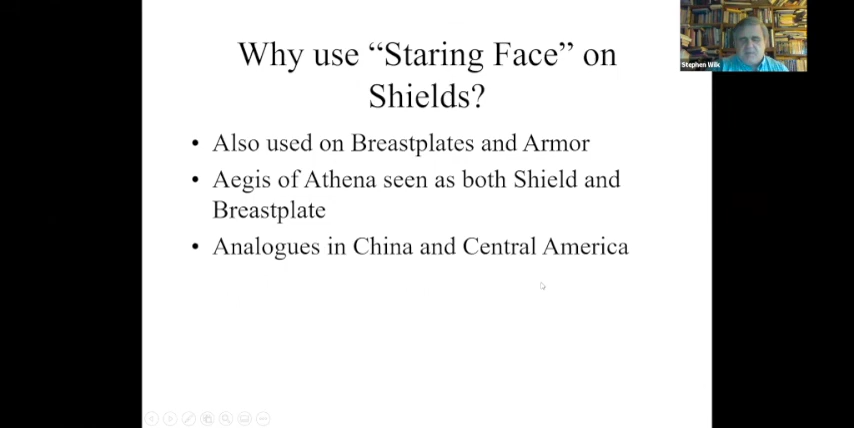 Why use “Staring Face” on
Shields?
• Also used on Breastplates and Armor
• Aegis of Athena seen as both Shield and
Breastplate
• Analogues in China and Central America
Stephen Wilk